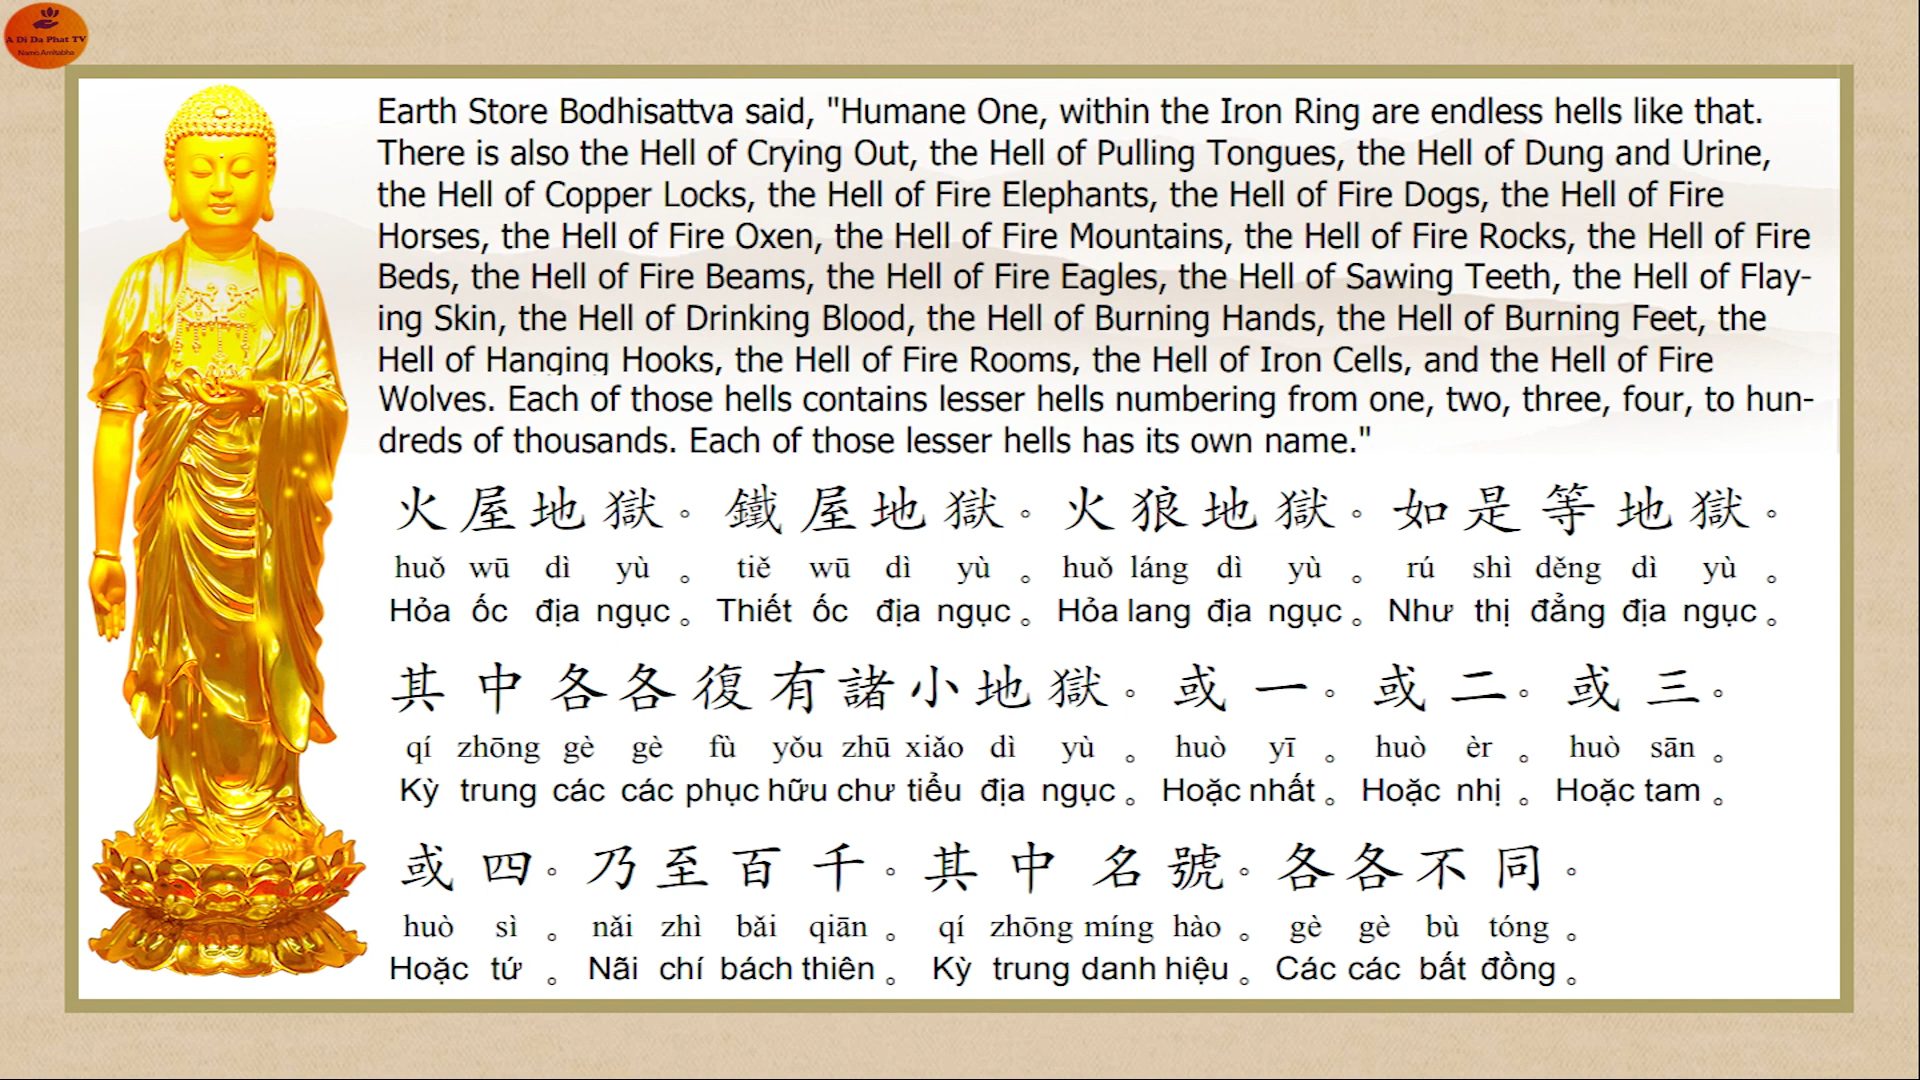 A Di Da Phat TV
Namo Amitabha
Earth Store Bodhisattva said, "Humane One, within the Iron Ring are endless hells like that.
There is also the Hell of Crying Out, the Hell of Pulling Tongues, the Hell of Dung and Urine,
the Hell of Copper Locks, the Hell of Fire Elephants, the Hell of Fire Dogs, the Hell of Fire
Horses, the Hell of Fire Oxen, the Hell of Fire Mountains, the Hell of Fire Rocks, the Hell of Fire
Beds, the Hell of Fire Beams, the Hell of Fire Eagles, the Hell of Sawing Teeth, the Hell of Flay-
ing Skin, the Hell of Drinking Blood, the Hell of Burning Hands, the Hell of Burning Feet, the
Hell of Hanging Hooks, the Hell of Fire Rooms, the Hell of Iron Cells, and the Hell of Fire
Wolves. Each of those hells contains lesser hells numbering from one, two, three, four, to hun-
dreds of thousands. Each of those lesser hells has its own name."
火屋地獄。鐵屋地獄。火狼地獄。如是等地獄。
huǒ wū dì yù 。 tiě wū dì yù 。 huǒ láng dì yù 。 rú shì děng dì yù 。
Hỏa ốc địa ngục 。 Thiết ốc địa ngục 。 Hỏa lang địa ngục 。 Như thị đẳng địa ngục 。
其中各各復有諸小地獄。或一。或二。或三。
qí zhōng gè gè fù yǒu zhū xiǎo dì yù 。 huò yī 。 huò èr 。 huò sān 。
Kỳ trung các các phục hữu chư tiểu địa ngục 。 Hoặc nhất 。 Hoặc nhị 。 Hoặc tam 。
或四。乃至百千。其中名號。各各不同。
huò sì 。 nǎi zhì bǎi qiān 。 qí zhōng míng hào 。 gè gè bù tóng 。
Hoặc tứ 。 Nãi chí bách thiên 。 Kỳ trung danh hiệu 。 Các các bất đồng 。